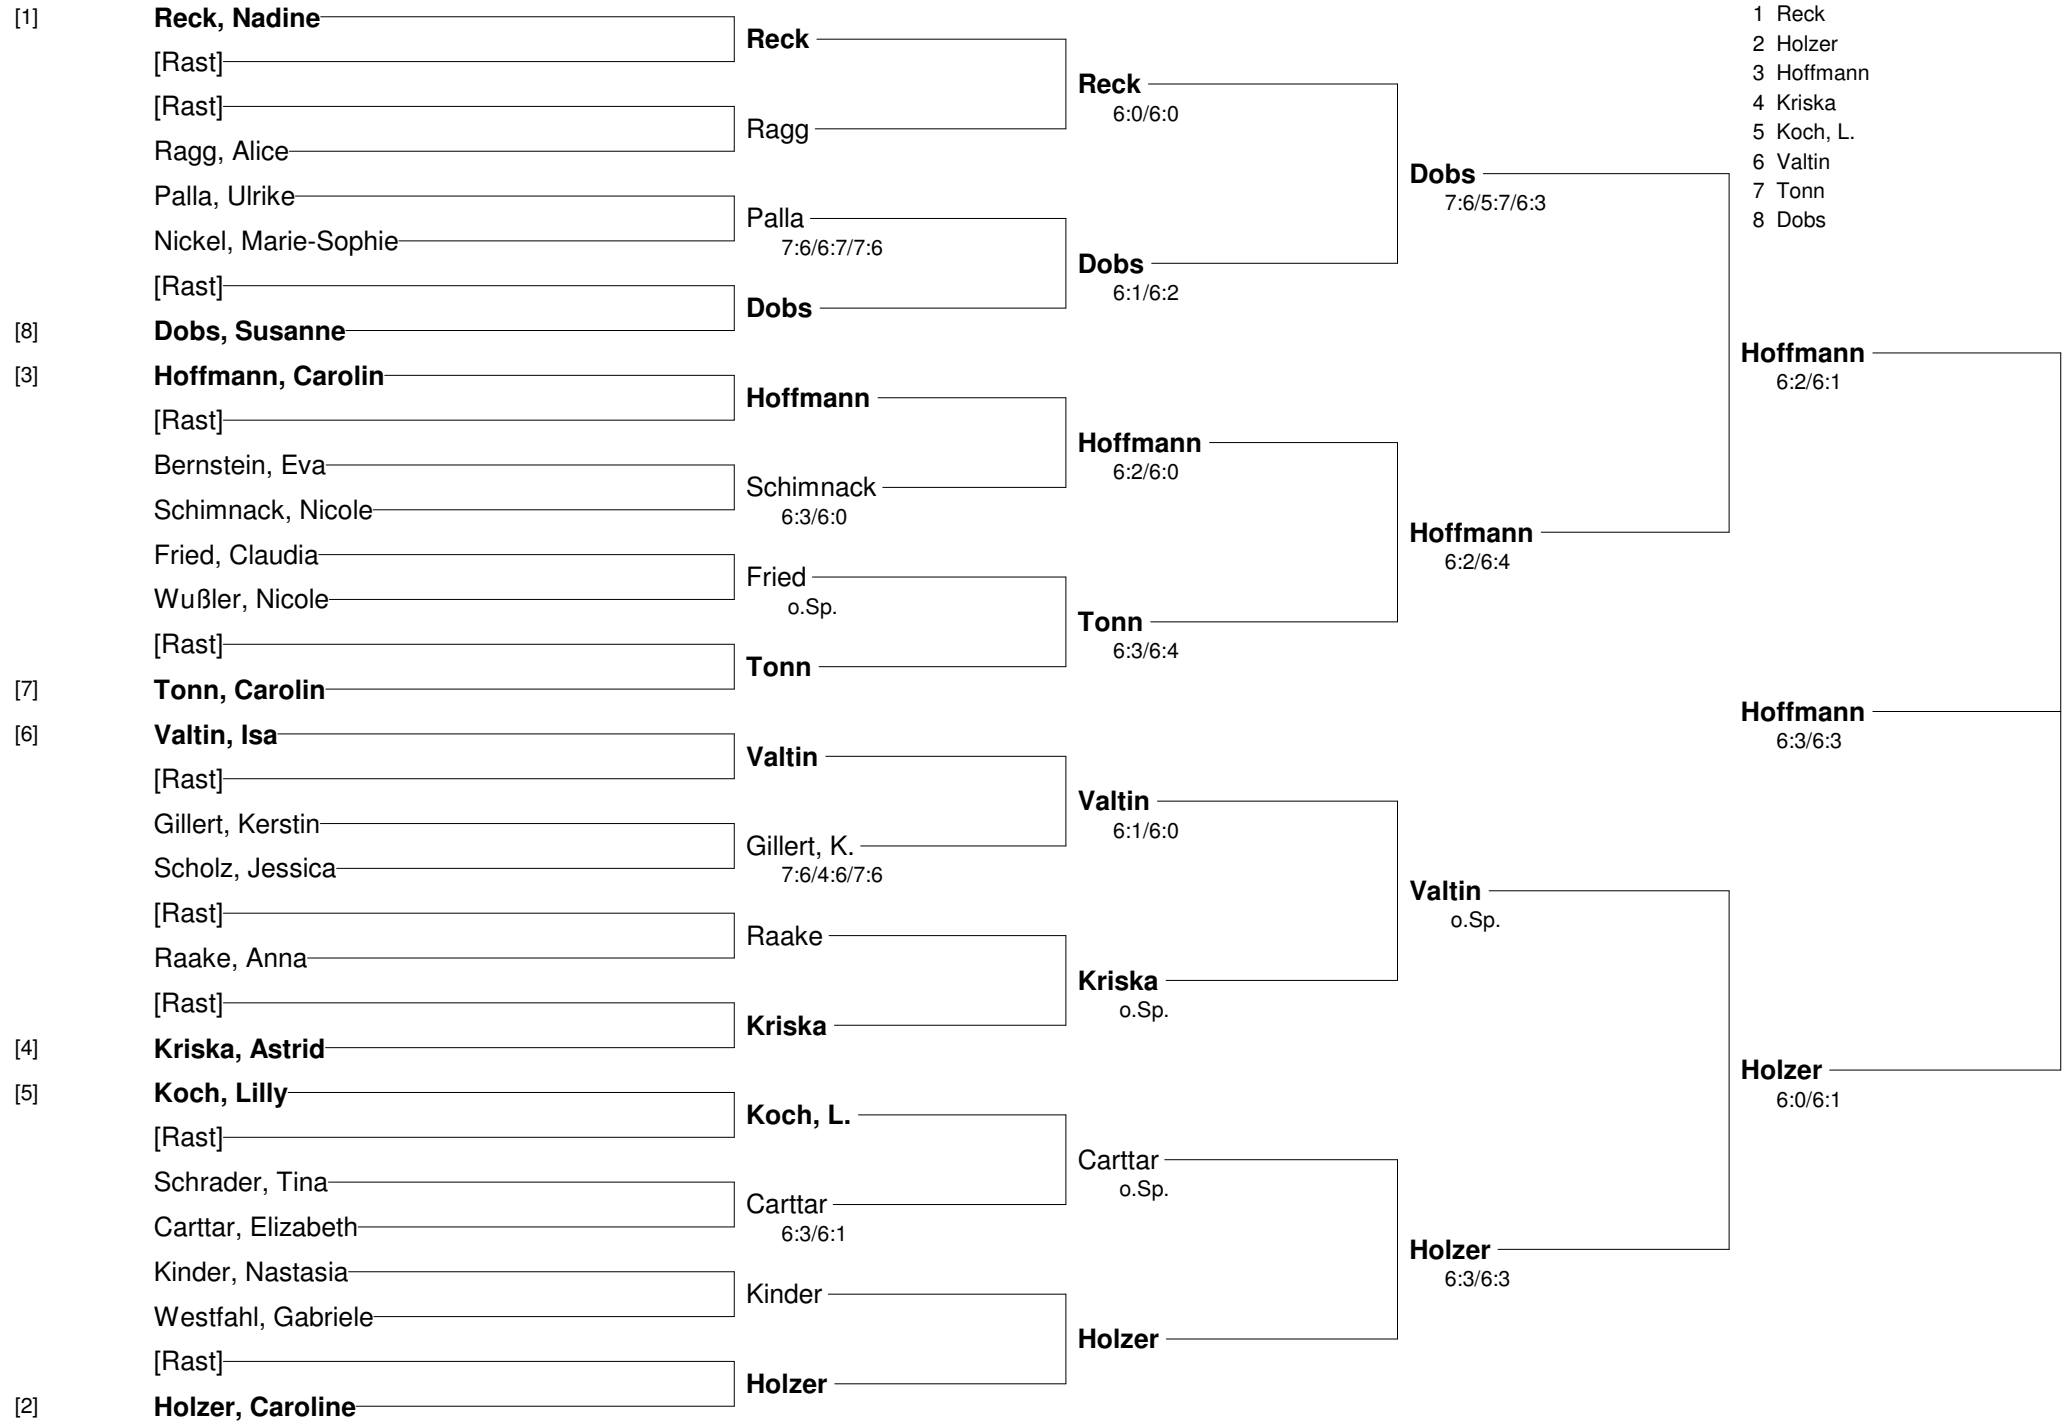 [1] Reck, Nadine
[Rast]
[Rast]
Ragg, Alice
Palla, Ulrike
Nickel, Marie-Sophie
[Rast]
[8] Dobs, Susanne
[3] Hoffmann, Carolin
[Rast]
Bernstein, Eva
Schimnack, Nicole
Fried, Claudia
Wußler, Nicole
[Rast]
[7] Tonn, Carolin
[6] Valtin, Isa
[Rast]
Gillert, Kerstin
Scholz, Jessica
[Rast]
Raake, Anna
[Rast]
[4] Kriska, Astrid
[5] Koch, Lilly
[Rast]
Schrader, Tina
Carttar, Elizabeth
Kinder, Nastasia
Westfahl, Gabriele
[Rast]
[2] Holzer, Caroline
Reck
Ragg
Palla
7:6/6:7/7:6
Dobs
Hoffmann
Schimnack
6:3/6:0
Fried
o.Sp.
Tonn
Valtin
Gillert, K.
7:6/4:6/7:6
Raake
Kriska
Koch, L.
Carttar
6:3/6:1
Kinder
Holzer
Reck
6:0/6:0
Dobs
6:1/6:2
Hoffmann
6:2/6:0
Tonn
6:3/6:4
Valtin
6:1/6:0
Kriska
o.Sp.
Carttar
o.Sp.
Holzer
Dobs
7:6/5:7/6:3
Hoffmann
6:2/6:4
Valtin
o.Sp.
Holzer
6:3/6:3
Hoffmann
6:2/6:1
Hoffmann
6:3/6:3
Holzer
6:0/6:1
1 Reck
2 Holzer
3 Hoffmann
4 Kriska
5 Koch, L.
6 Valtin
7 Tonn
8 Dobs